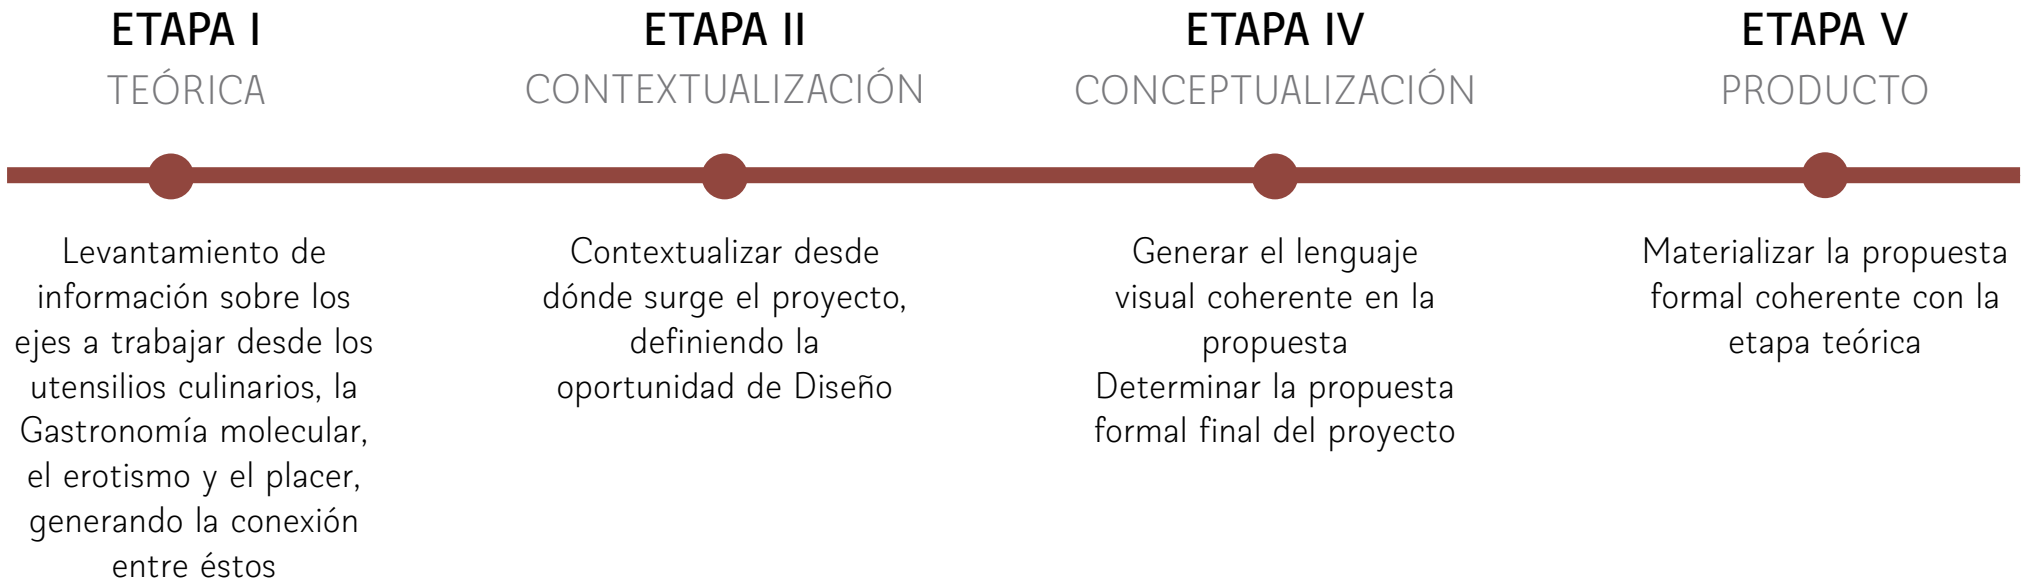 ETAPA I
TEÓRICA
Levantamiento de
información sobre los
ejes a trabajar desde los
utensilios culinarios, la
Gastronomía molecular,
el erotismo y el placer,
generando la conexión
entre éstos
ETAPA II
CONTEXTUALIZACIÓN
Contextualizar desde
dónde surge el proyecto,
definiendo la
oportunidad de Diseño
ETAPA IV
CONCEPTUALIZACIÓN
Generar el lenguaje
visual coherente en la
propuesta
Determinar la propuesta
formal final del proyecto
ETAPA V
PRODUCTO
Materializar la propuesta
formal coherente con la
etapa teórica